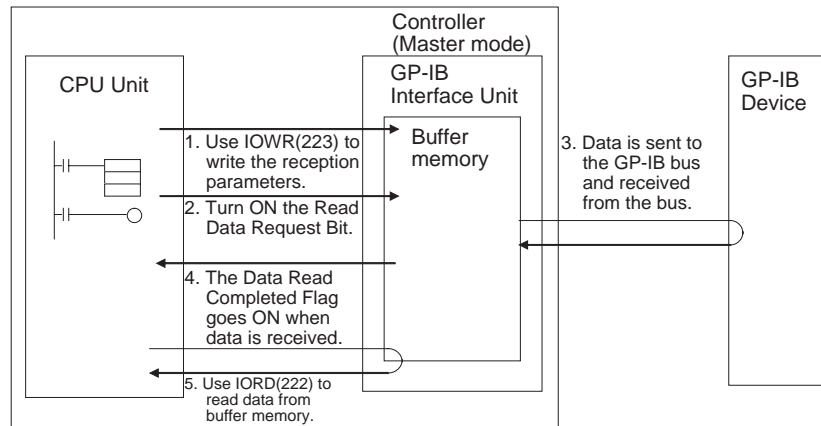 Controller
(Master mode)
CPU Unit
GP-IB
Interface Unit
GP-IB
Device
Buffer
memory
1. Use IOWR(223) to
write the reception
parameters.
2. Turn ON the Read
Data Request Bit.
3. Data is sent to
the GP-IB bus
and received
from the bus.
4. The Data Read
Completed Flag
goes ON when
data is received.
5. Use IORD(222) to
read data from
buffer memory.